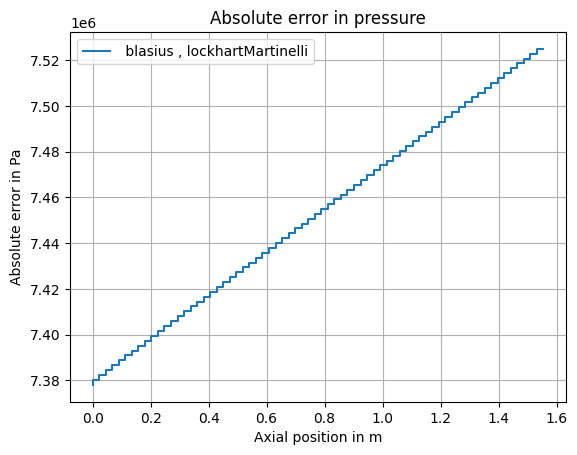 Absolute error in pressure
1e6
blasius , lockhartMartinelli
7.52
7.50
7.48
7.46
7.44
7.42
7.40
7.38
Absolute error in Pa
0.0 0.2 0.4 0.6 0.8 1.0 1.2 1.4 1.6
Axial position in m